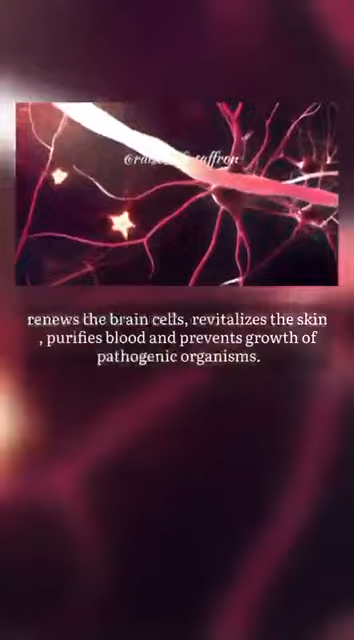 renews the brain cells, revitalizes the skin
, purifies blood and prevents growth of
pathogenic organisms.